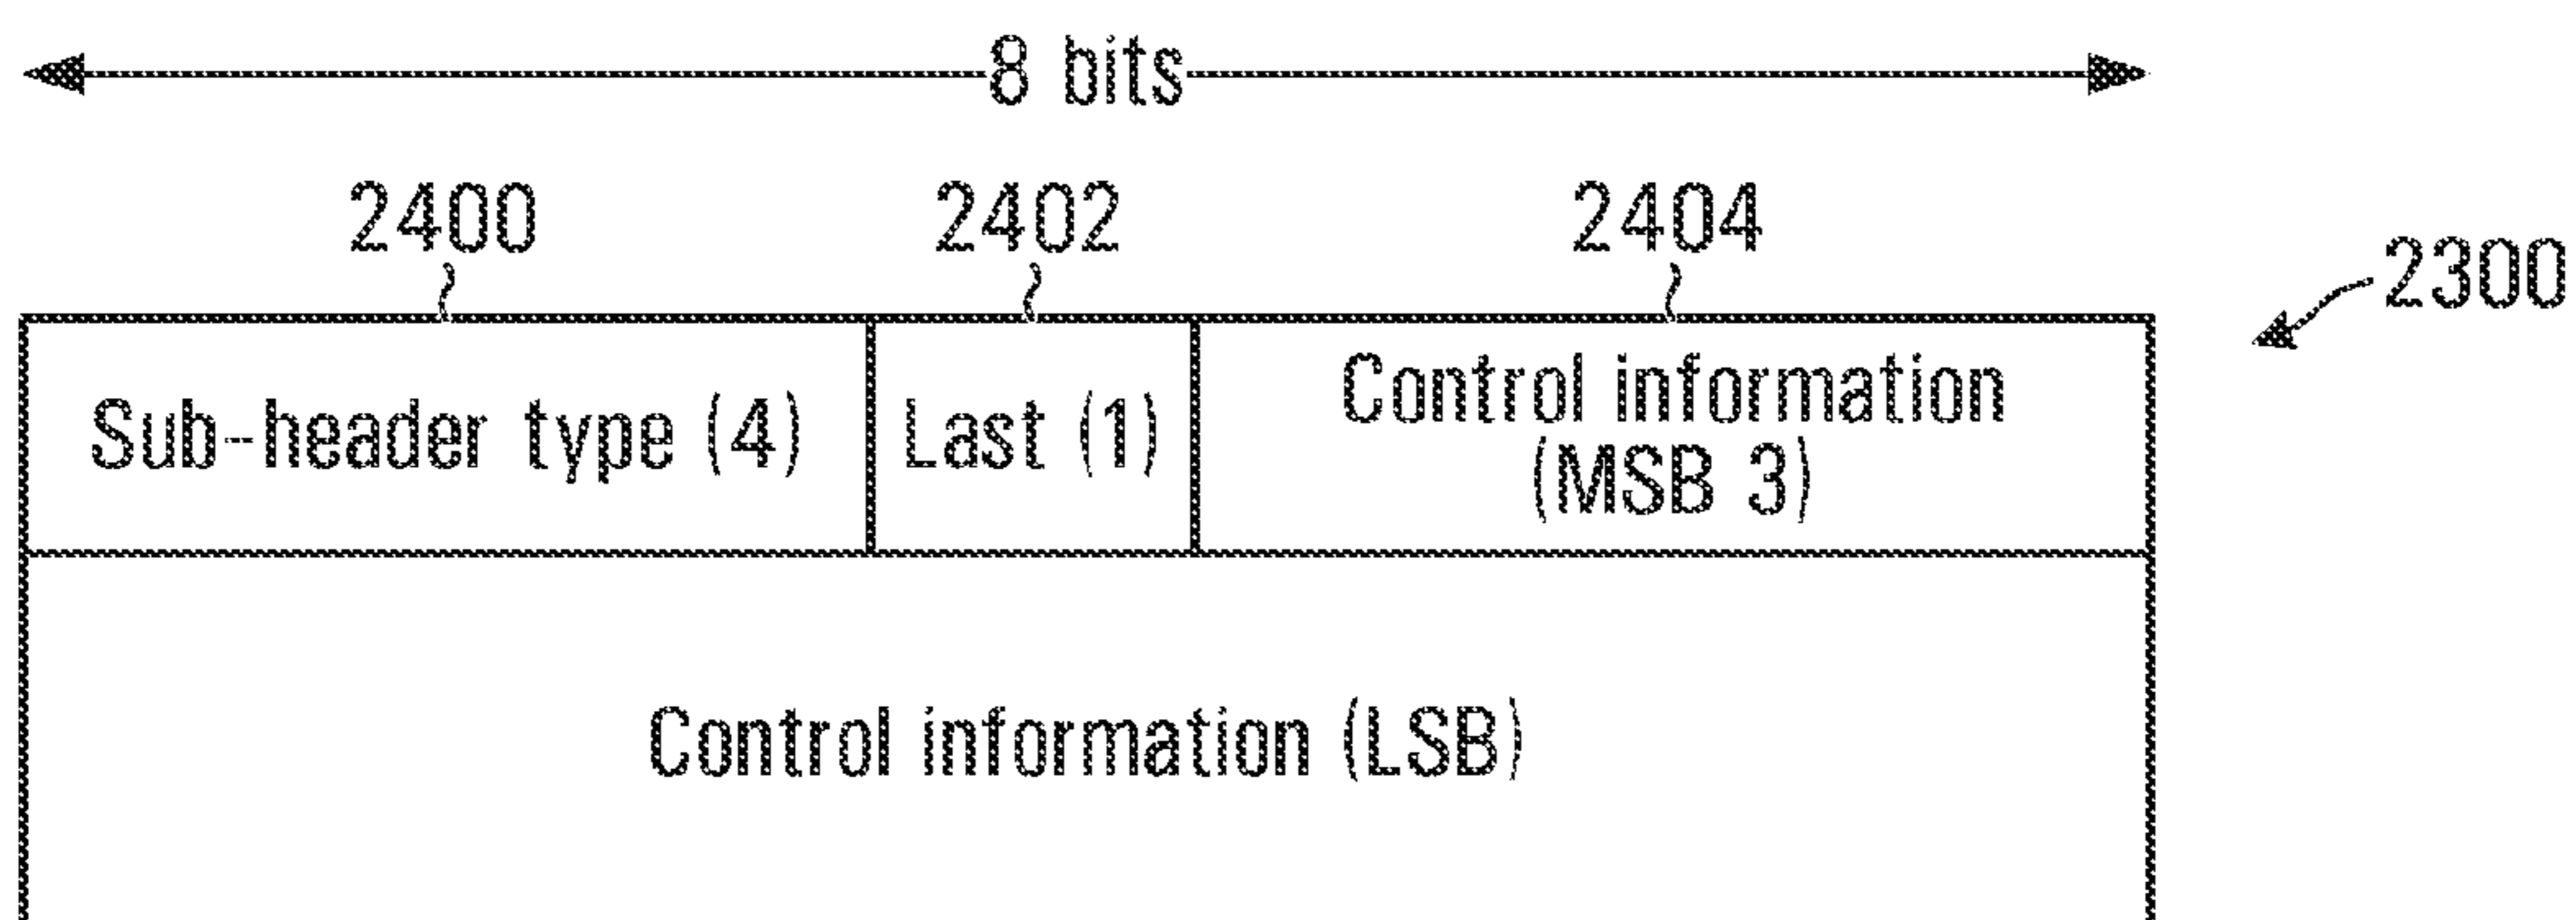 8 bits
2400 2402 2404
2300
Sub-header type (4) Last (1) Control information
(MSB 3)
Control information (LSB)